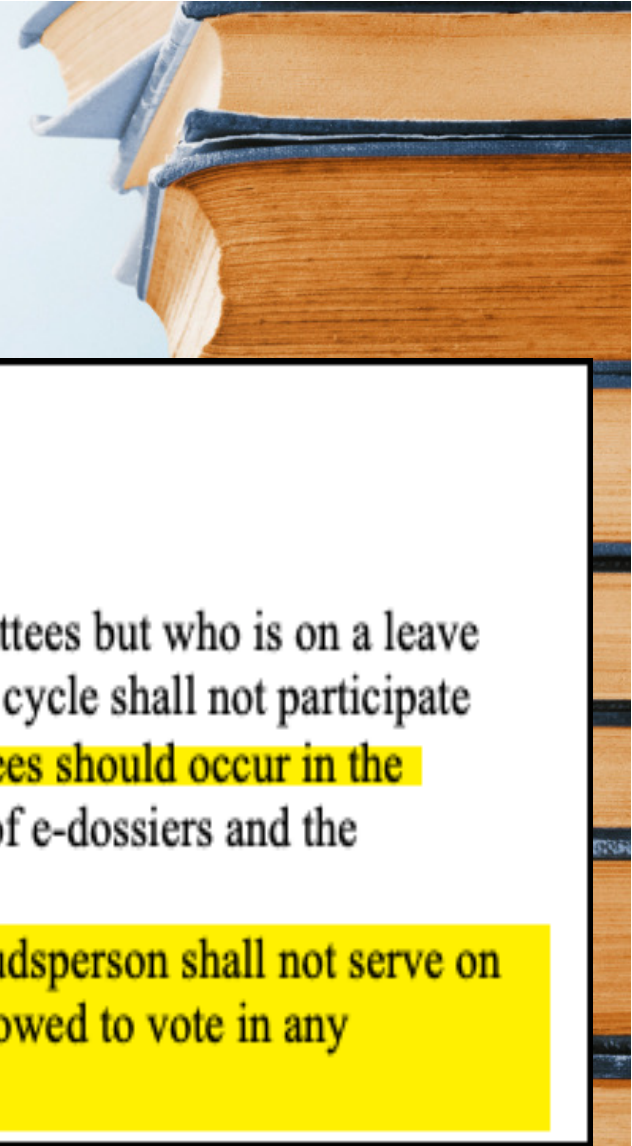 ttees but who is on a leave
cycle shall not participate
ees should occur in the
of e-dossiers and the
udsperson shall not serve on
owed to vote in any